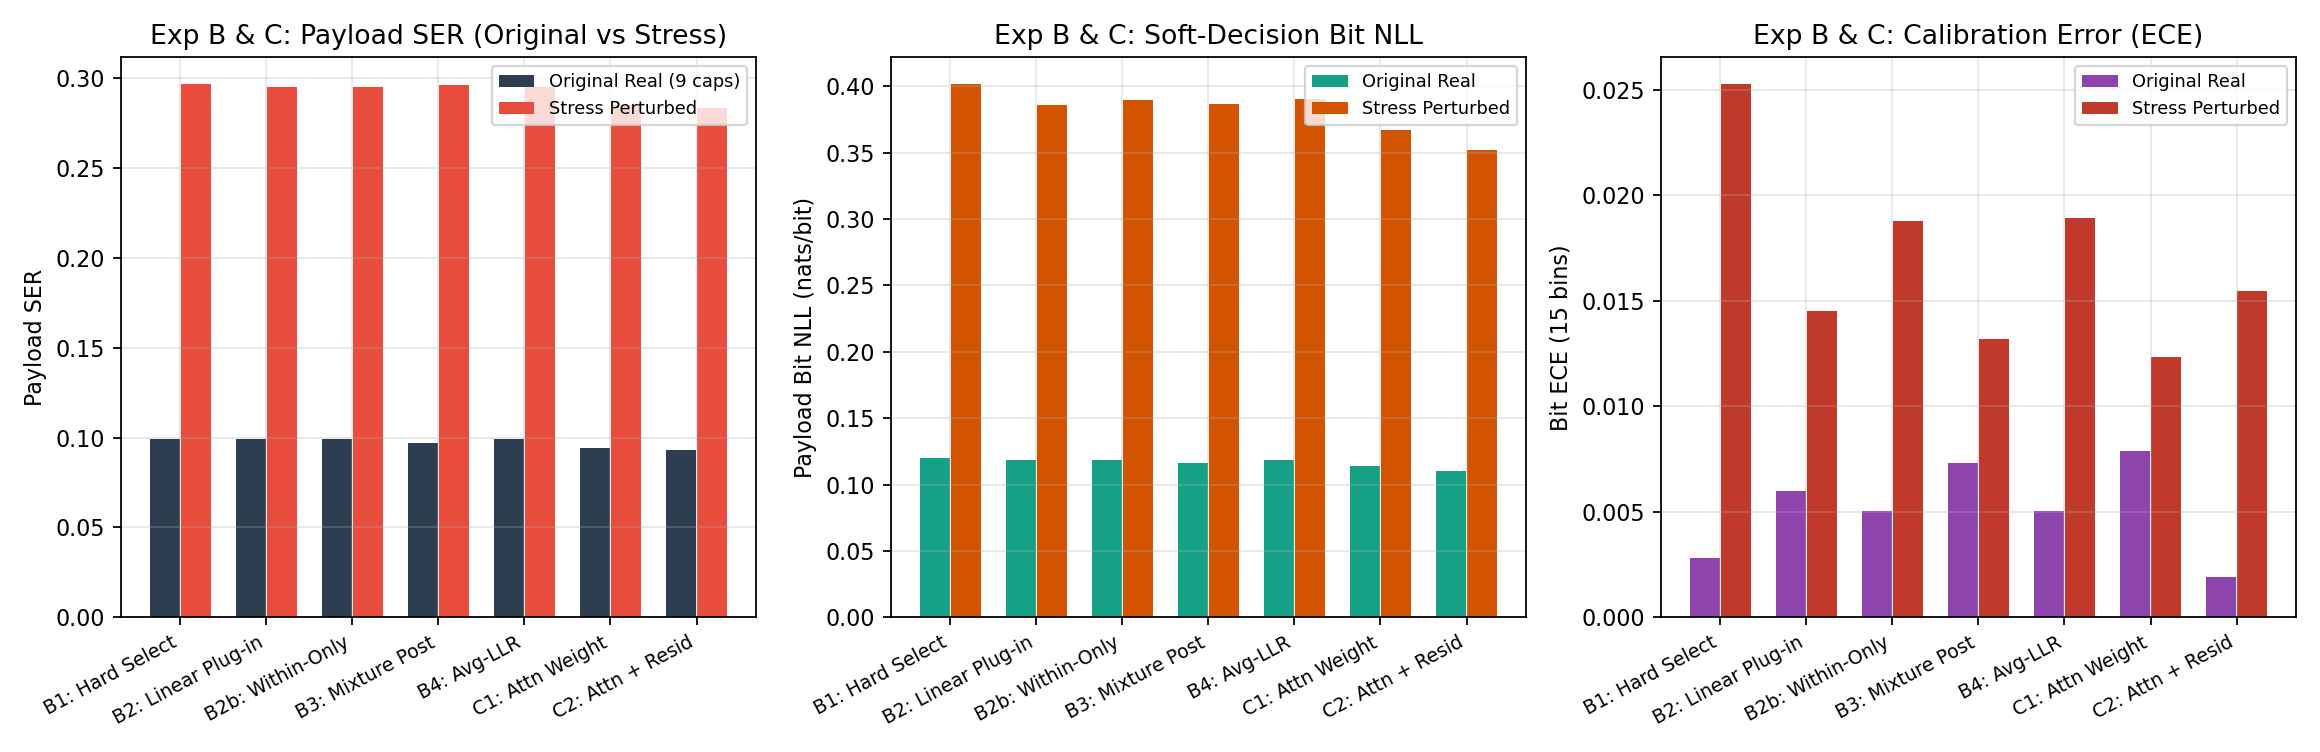 Exp B & C: Payload SER (Original vs Stress)
Payload SER
0.30
0.25
0.20
0.15
0.10
0.05
0.00
Original Real (9 caps)
Stress Perturbed
B1: Hard Select
B2: Linear Plug-in
B2b: Within-Only
B3: Mixture Post
B4: Avg-LLR
C1: Attn Weight
C2: Attn + Resid
Exp B & C: Soft-Decision Bit NLL
Payload Bit NLL (nats/bit)
0.40
0.35
0.30
0.25
0.20
0.15
0.10
0.05
0.00
Original Real
Stress Perturbed
B1: Hard Select
B2: Linear Plug-in
B2b: Within-Only
B3: Mixture Post
B4: Avg-LLR
C1: Attn Weight
C2: Attn + Resid
Exp B & C: Calibration Error (ECE)
Bit ECE (15 bins)
0.025
0.020
0.015
0.010
0.005
0.000
Original Real
Stress Perturbed
B1: Hard Select
B2: Linear Plug-in
B2b: Within-Only
B3: Mixture Post
B4: Avg-LLR
C1: Attn Weight
C2: Attn + Resid